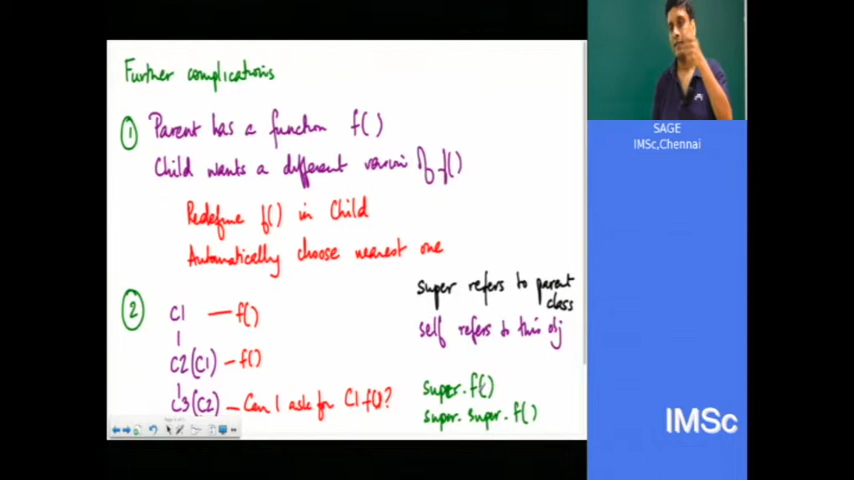 Further complications
① Parent has a function f()
Child wants a different version of f()
Redefine f() in Child
Automatically choose nearest one
super refers to parent class
self refers to this obj
② C1 — f()
C2(C1) — f()
C3(C2) — Can I ask for C1.f()?
super.f()
super.super.f()
SAGE
IMSc,Chennai
IMSc